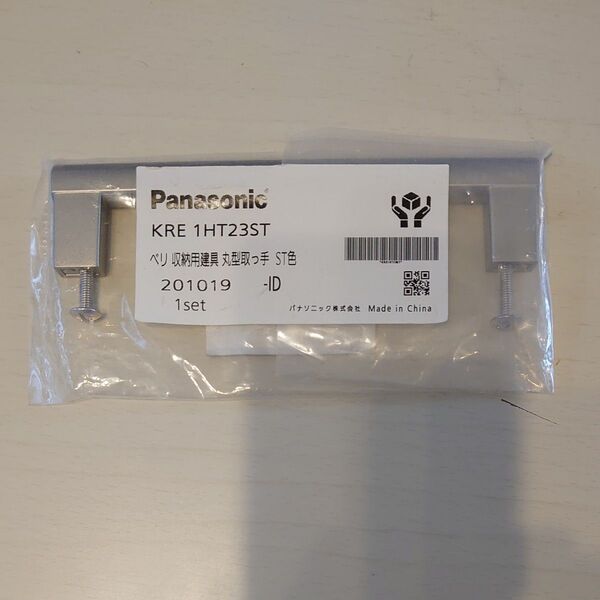 Panasonic
KRE 1HT23ST
ベリ 収納用建具 丸型取っ手 ST色
201019 -ID
1set
パナソニック株式会社 Made in China